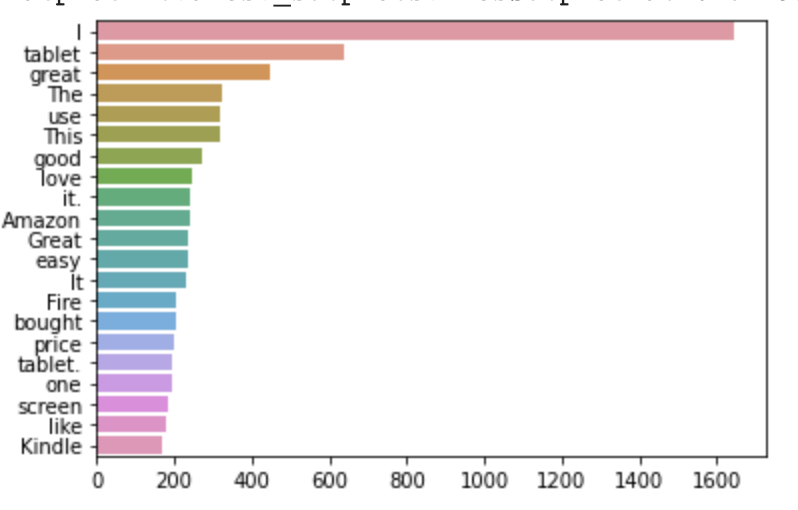 I
tablet
great
The
use
This
good
love
it.
Amazon
Great
easy
It
Fire
bought
price
tablet.
one
screen
like
Kindle
0 200 400 600 800 1000 1200 1400 1600